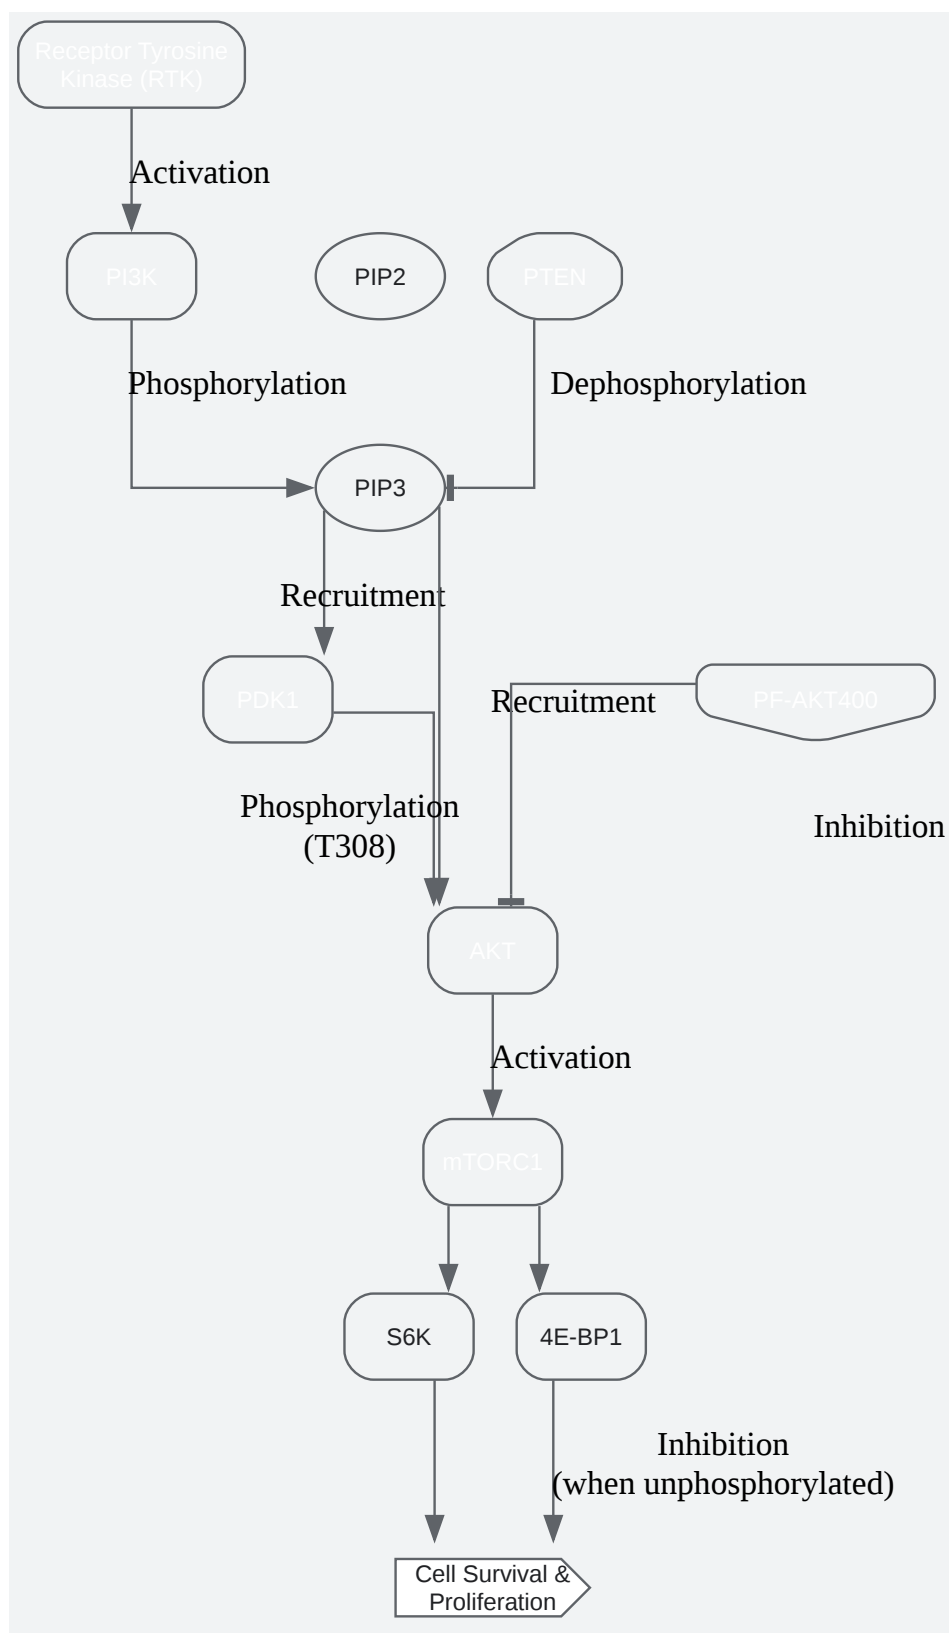 Receptor Tyrosine
Kinase (RTK)
Activation
PI3K
PIP2
PTEN
Phosphorylation
Dephosphorylation
PIP3
Recruitment
PDK1
Recruitment
PF-AKT400
Phosphorylation
(T308)
Inhibition
AKT
Activation
mTORC1
S6K
4E-BP1
Inhibition
(when unphosphorylated)
Cell Survival &
Proliferation